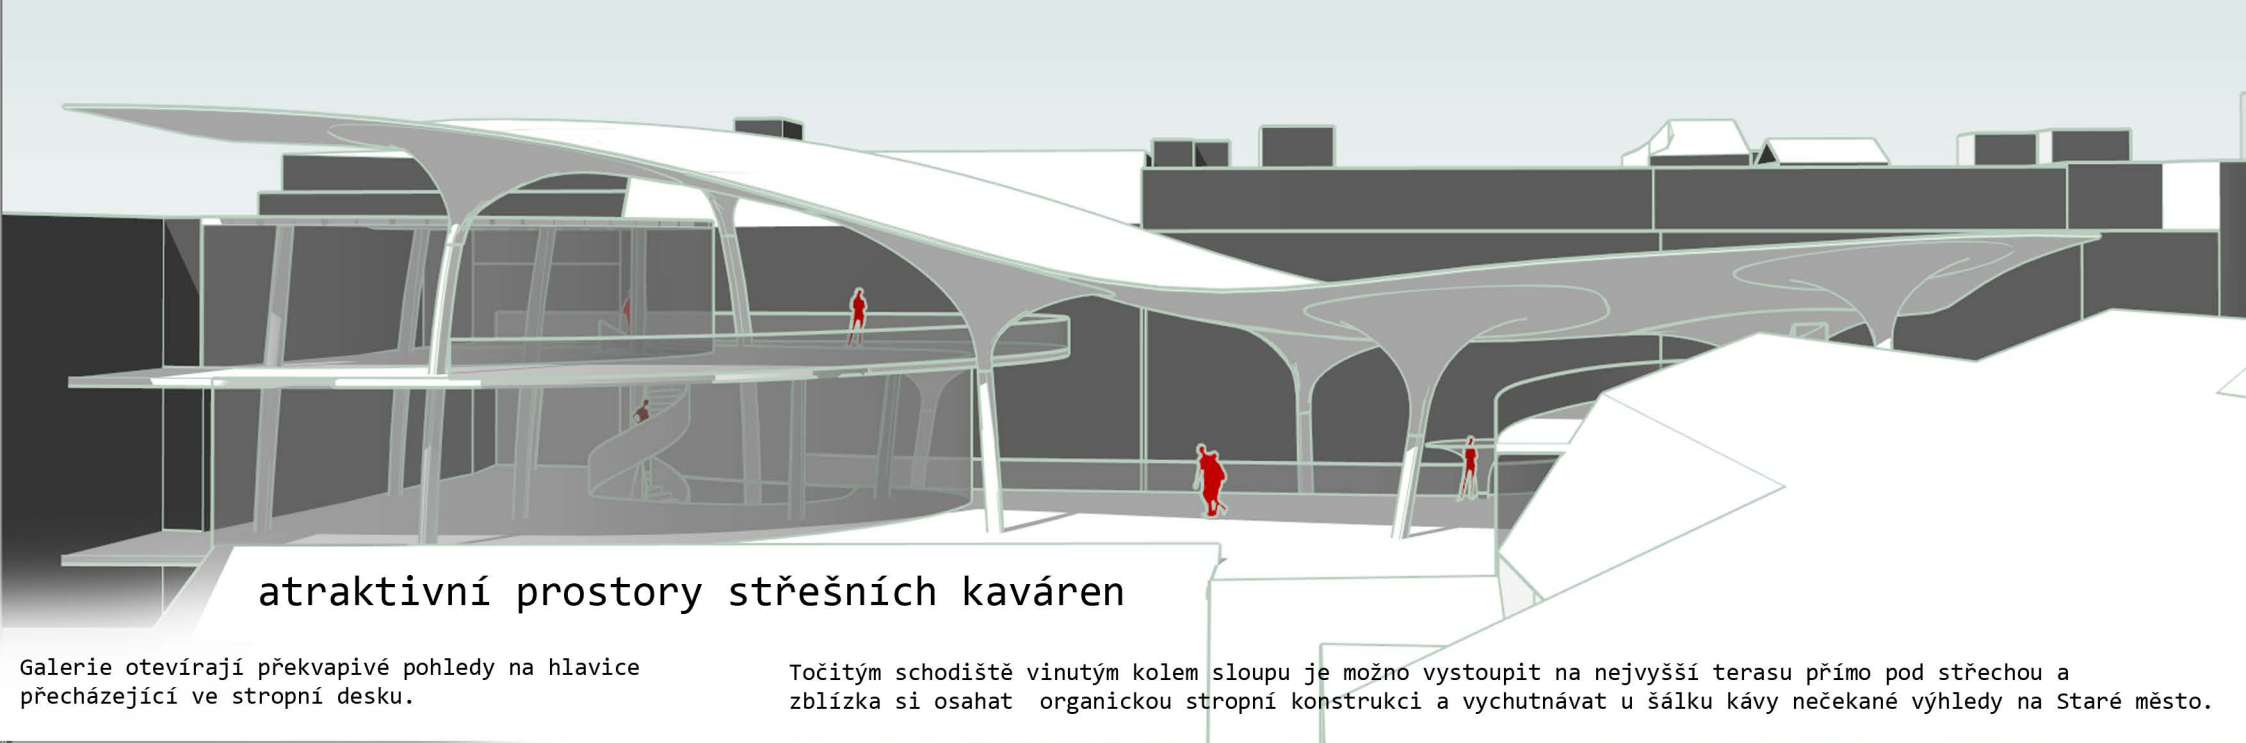 atraktivní prostory střešních kaváren
Galerie otevírají překvapivé pohledy na hlavice
přecházející ve stropní desku.
Točitým schodiště vinutým kolem sloupu je možno vystoupit na nejvyšší terasu přímo pod střechou a
zblízka si osahat  organickou stropní konstrukci a vychutnávat u šálku kávy nečekané výhledy na Staré město.